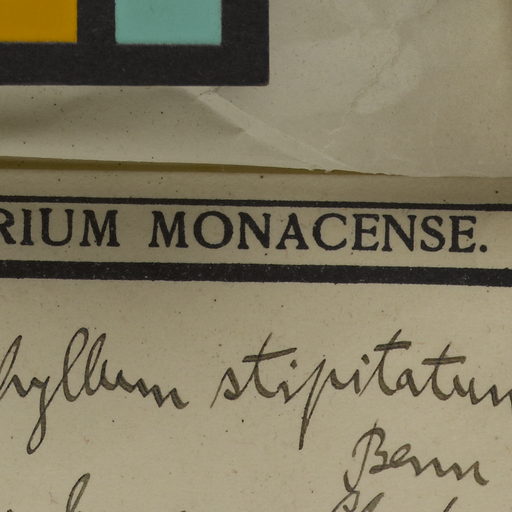 RIUM MONACENSE.
hyllum stipitatum
Benn